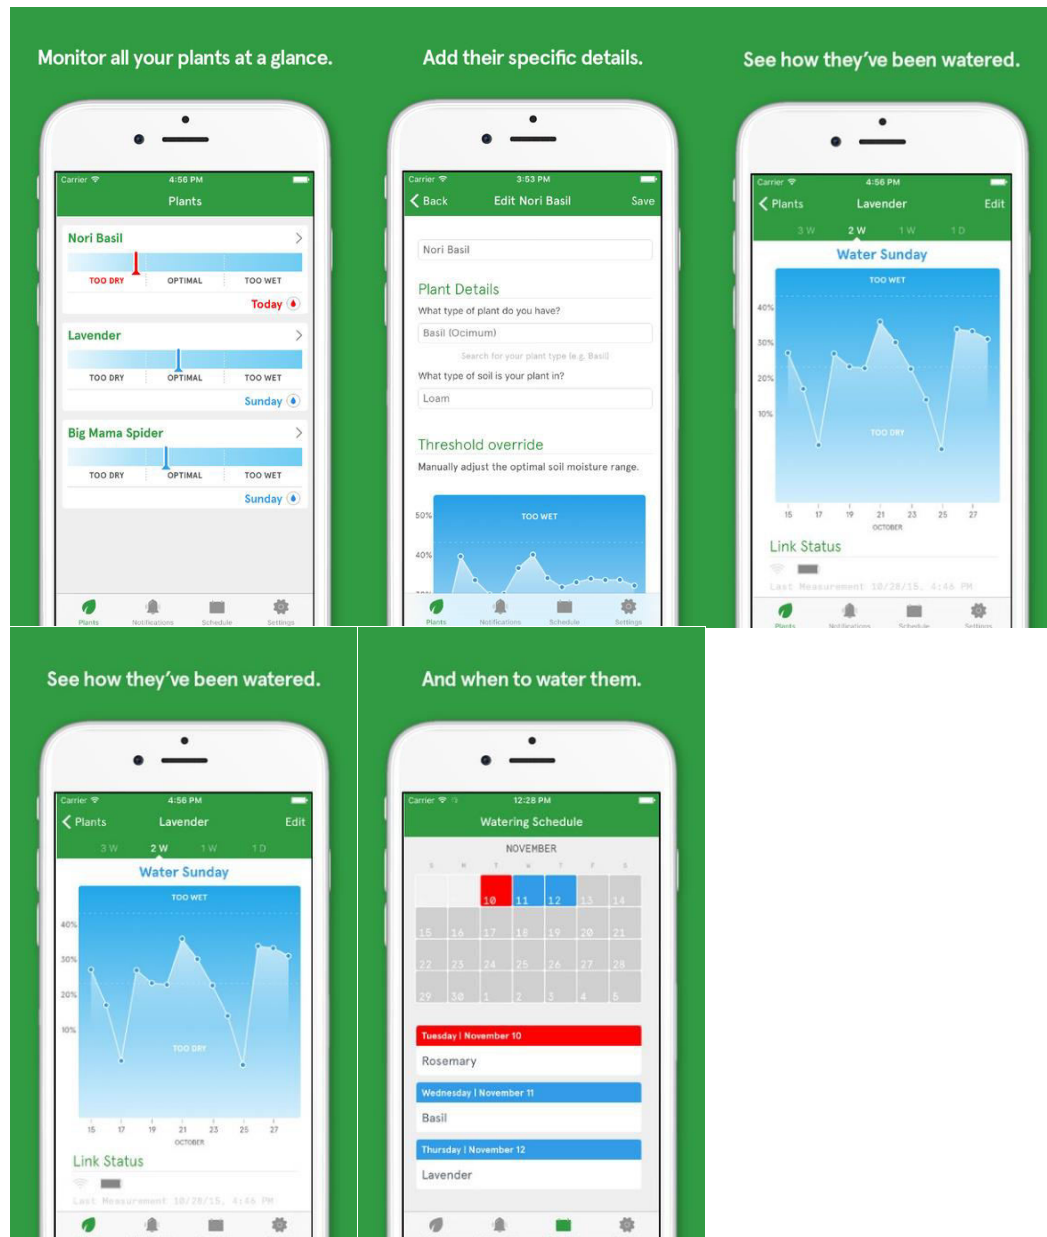 Monitor all your plants at a glance.
Carrier 4:56 PM
Plants
Nori Basil
TOO DRY OPTIMAL TOO WET
Today
Lavender
TOO DRY OPTIMAL TOO WET
Sunday
Big Mama Spider
TOO DRY OPTIMAL TOO WET
Sunday
Plants Notifications Schedule Settings
Add their specific details.
Carrier 3:53 PM
Back Edit Nori Basil Save
Nori Basil
Plant Details
What type of plant do you have?
Basil (Ocimum)
Search for your plant type (e.g. Basil)
What type of soil is your plant in?
Loam
Threshold override
Manually adjust the optimal soil moisture range.
50%
TOO WET
40%
Plants Notifications Schedule Settings
See how they've been watered.
Carrier 4:56 PM
Plants Lavender Edit
3 W 2 W 1 W 1 D
Water Sunday
TOO WET
40%
30%
20%
10%
TOO DRY
15 17 19 21 23 25 27
OCTOBER
Link Status
Last Measurement 10/28/15, 4:46 PM
Plants Notifications Schedule Settings
See how they've been watered.
Carrier 4:56 PM
Plants Lavender Edit
3 W 2 W 1 W 1 D
Water Sunday
TOO WET
40%
30%
20%
10%
TOO DRY
15 17 19 21 23 25 27
OCTOBER
Link Status
Last Measurement 10/28/15, 4:46 PM
And when to water them.
Carrier 12:28 PM
Watering Schedule
NOVEMBER
S M T W T F S
10 11 12 13 14
15 16 17 18 19 20 21
22 23 24 25 26 27 28
29 30 1 2 3 4 5
Tuesday | November 10
Rosemary
Wednesday | November 11
Basil
Thursday | November 12
Lavender